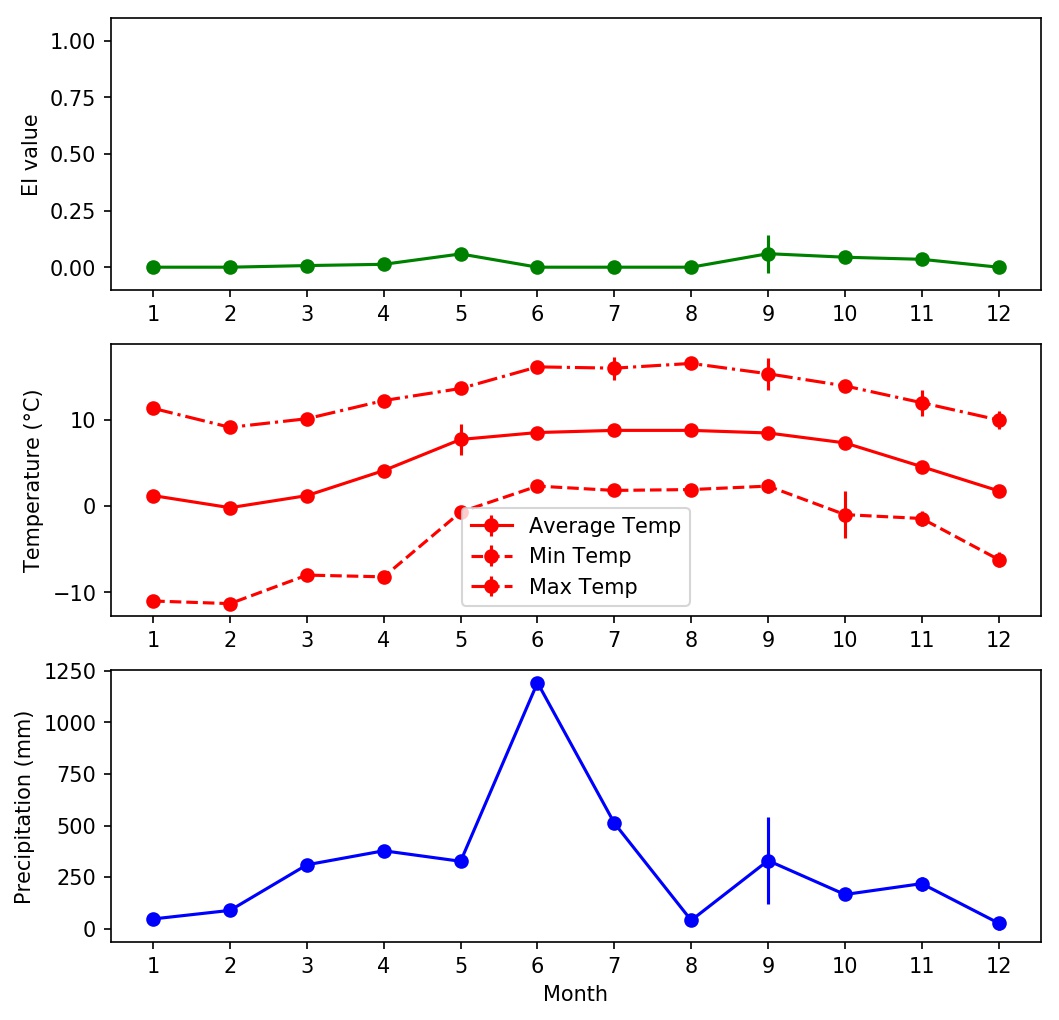 EI value
1.00
0.75
0.50
0.25
0.00
1 2 3 4 5 6 7 8 9 10 11 12
Temperature (°C)
10
0
−10
Average Temp
Min Temp
Max Temp
1 2 3 4 5 6 7 8 9 10 11 12
Precipitation (mm)
1250
1000
750
500
250
0
1 2 3 4 5 6 7 8 9 10 11 12
Month